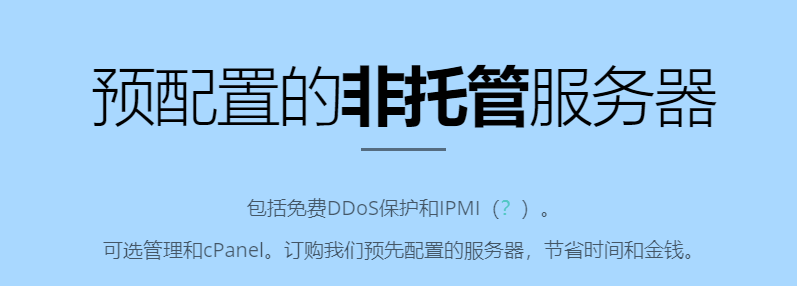 预配置的非托管服务器
包括免费DDoS保护和IPMI（?）。
可选管理和cPanel。订购我们预先配置的服务器，节省时间和金钱。